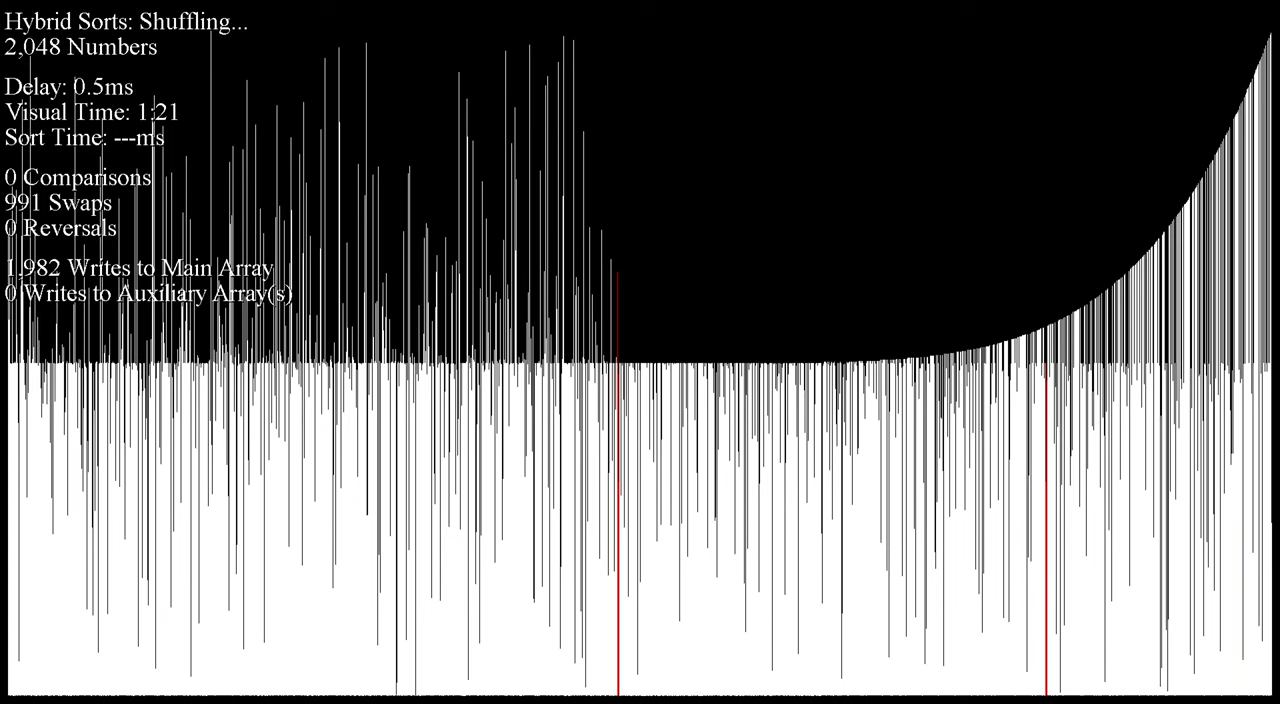 Hybrid Sorts: Shuffling...
2,048 Numbers
Delay: 0.5ms
Visual Time: 1:21
Sort Time: ---ms
0 Comparisons
991 Swaps
0 Reversals
1,982 Writes to Main Array
0 Writes to Auxiliary Array(s)